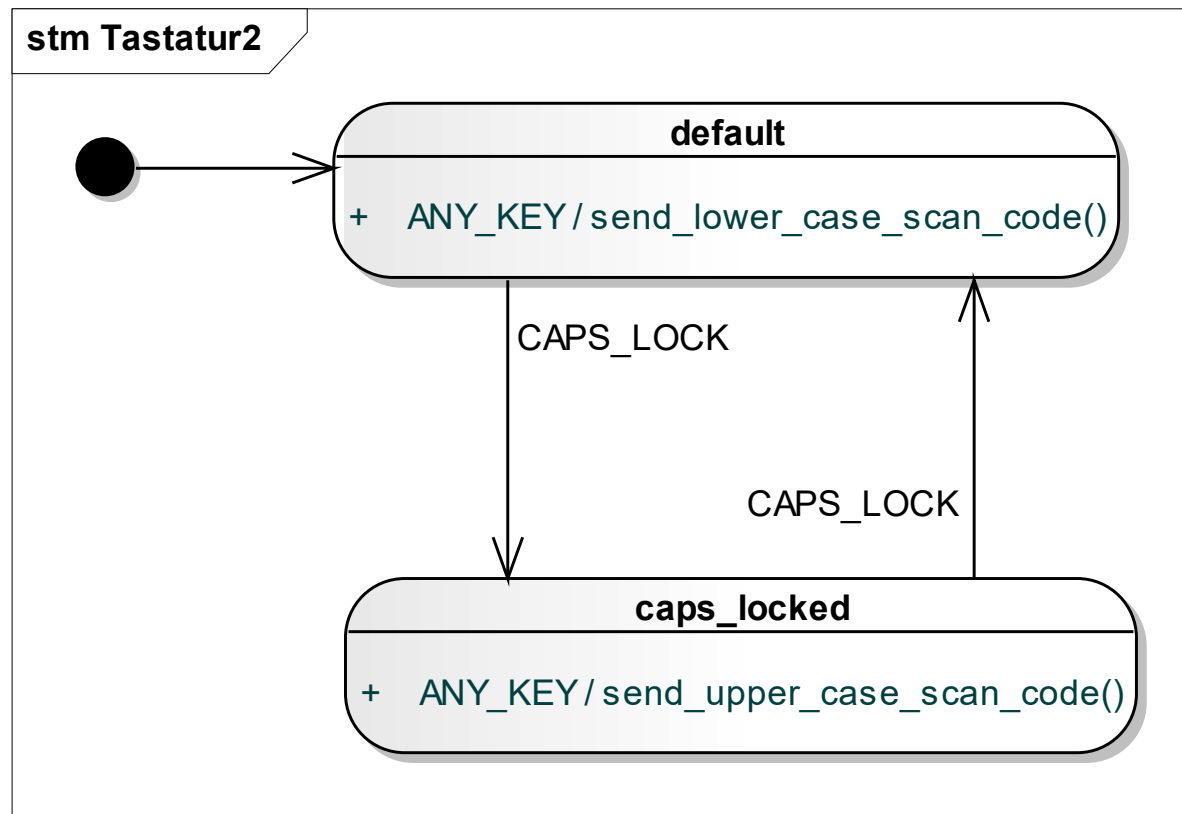 stm Tastatur2
default
+ ANY_KEY / send_lower_case_scan_code()
CAPS_LOCK
CAPS_LOCK
caps_locked
+ ANY_KEY / send_upper_case_scan_code()